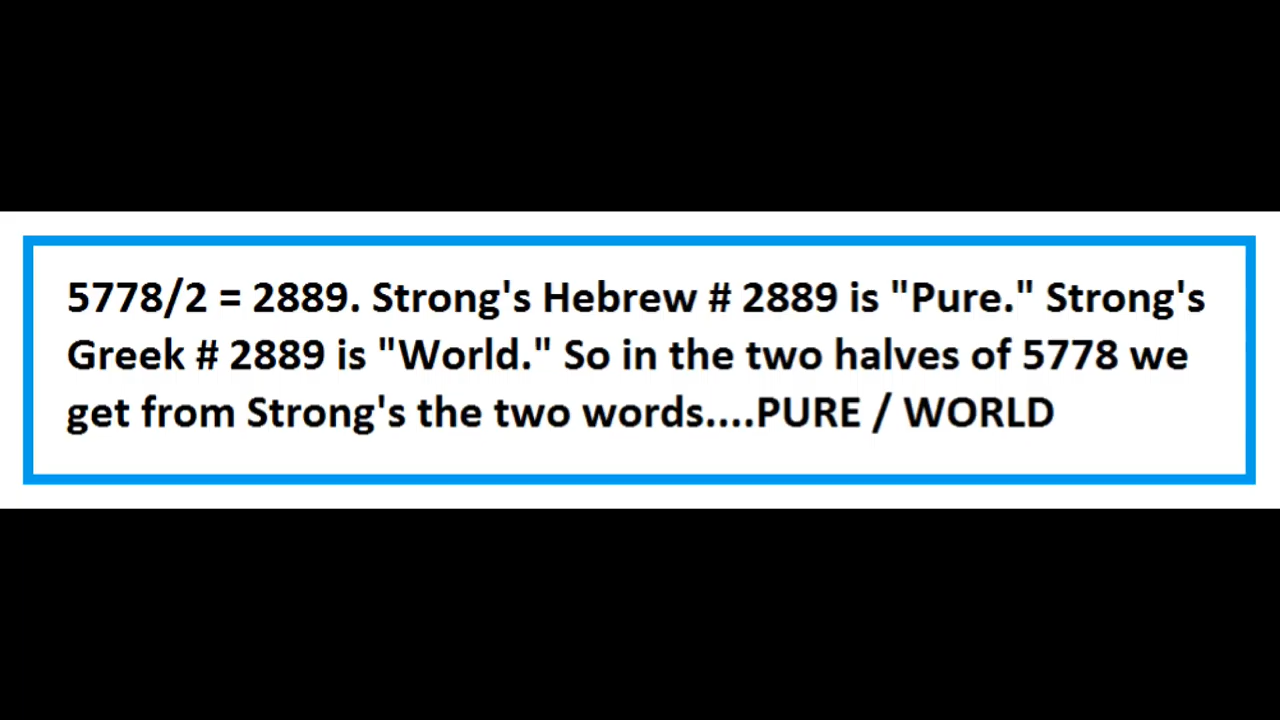 5778/2 = 2889. Strong's Hebrew # 2889 is "Pure." Strong's
Greek # 2889 is "World." So in the two halves of 5778 we
get from Strong's the two words....PURE / WORLD